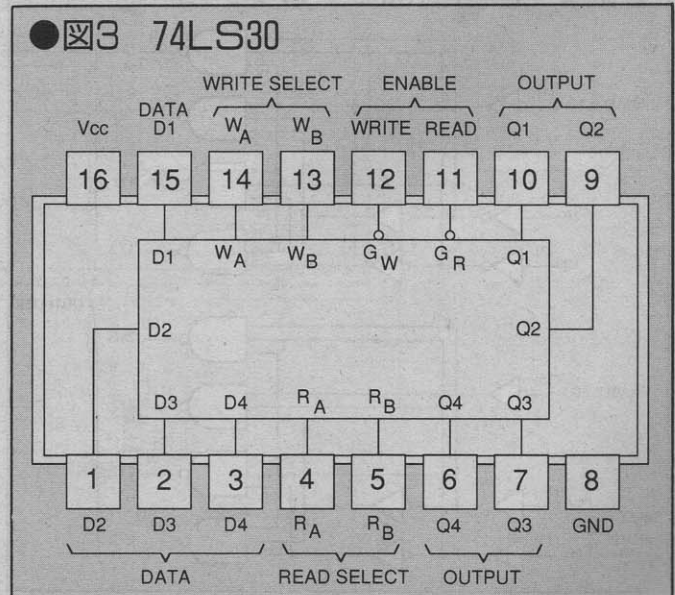 ●図3 74LS30
WRITE SELECT ENABLE OUTPUT
DATA
Vcc D1 WA WB WRITE READ Q1 Q2
16 15 14 13 12 11 10 9
D1 WA WB GW GR Q1
D2 Q2
D3 D4 RA RB Q4 Q3
1 2 3 4 5 6 7 8
D2 D3 D4 RA RB Q4 Q3 GND
DATA READ SELECT OUTPUT